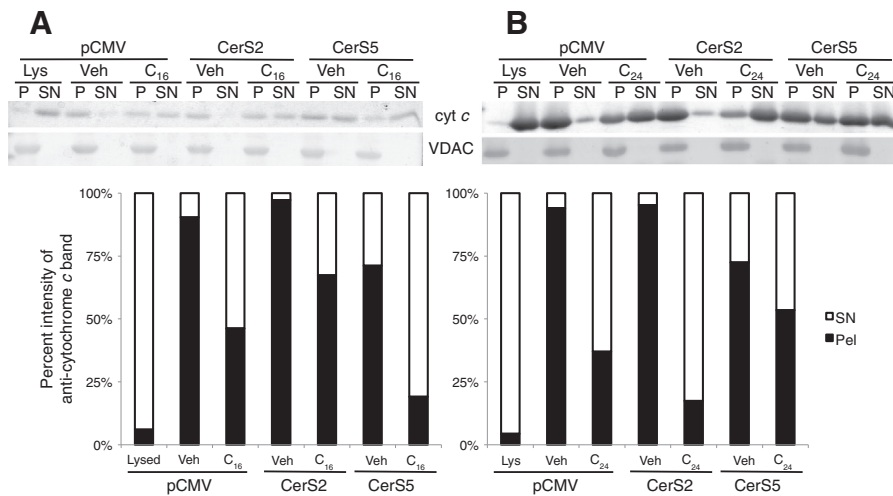 A
pCMV CerS2 CerS5
Lys Veh C16 Veh C16 Veh C16
P SN P SN P SN P SN P SN P SN P SN
B
pCMV CerS2 CerS5
Lys Veh C24 Veh C24 Veh C24
P SN P SN P SN P SN P SN P SN P SN
cyt c
VDAC
Percent intensity of
anti-cytochrome c band
100%
75%
50%
25%
0%
Lysed Veh C16 Veh C16 Veh C16
pCMV CerS2 CerS5
100%
75%
50%
25%
0%
Lys Veh C24 Veh C24 Veh C24
pCMV CerS2 CerS5
SN
Pel